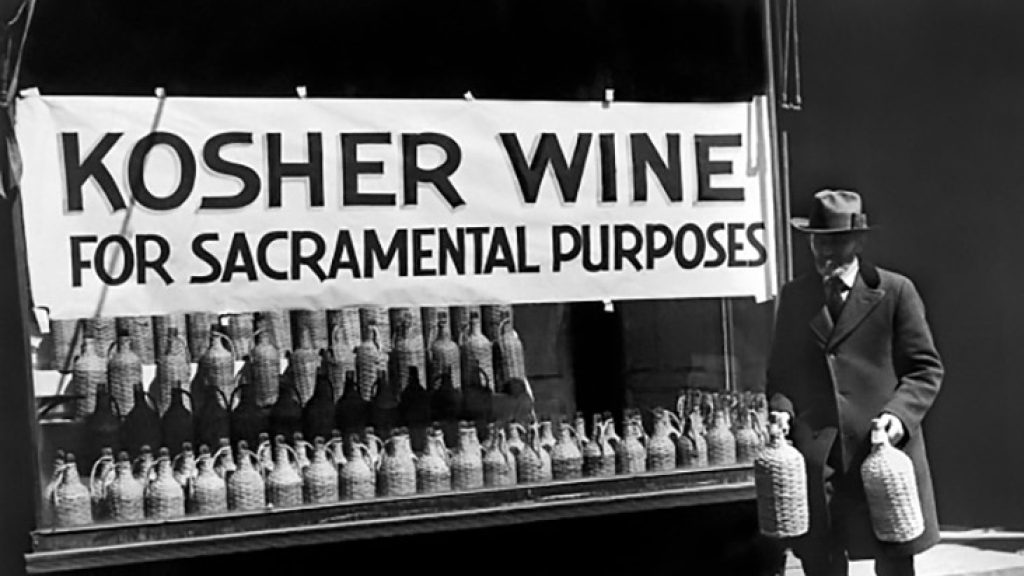 KOSHER WINE
FOR SACRAMENTAL PURPOSES